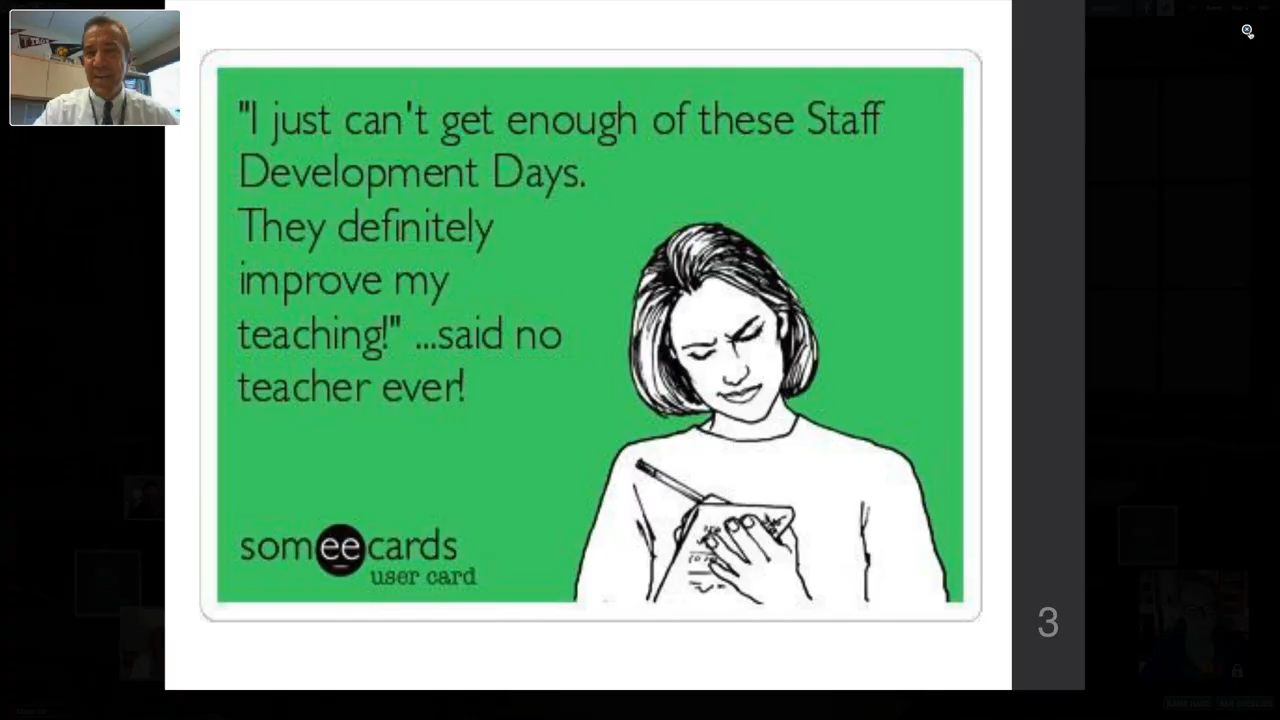 "I just can't get enough of these Staff
Development Days.
They definitely
improve my
teaching!" ...said no
teacher ever!
someecards
user card
3